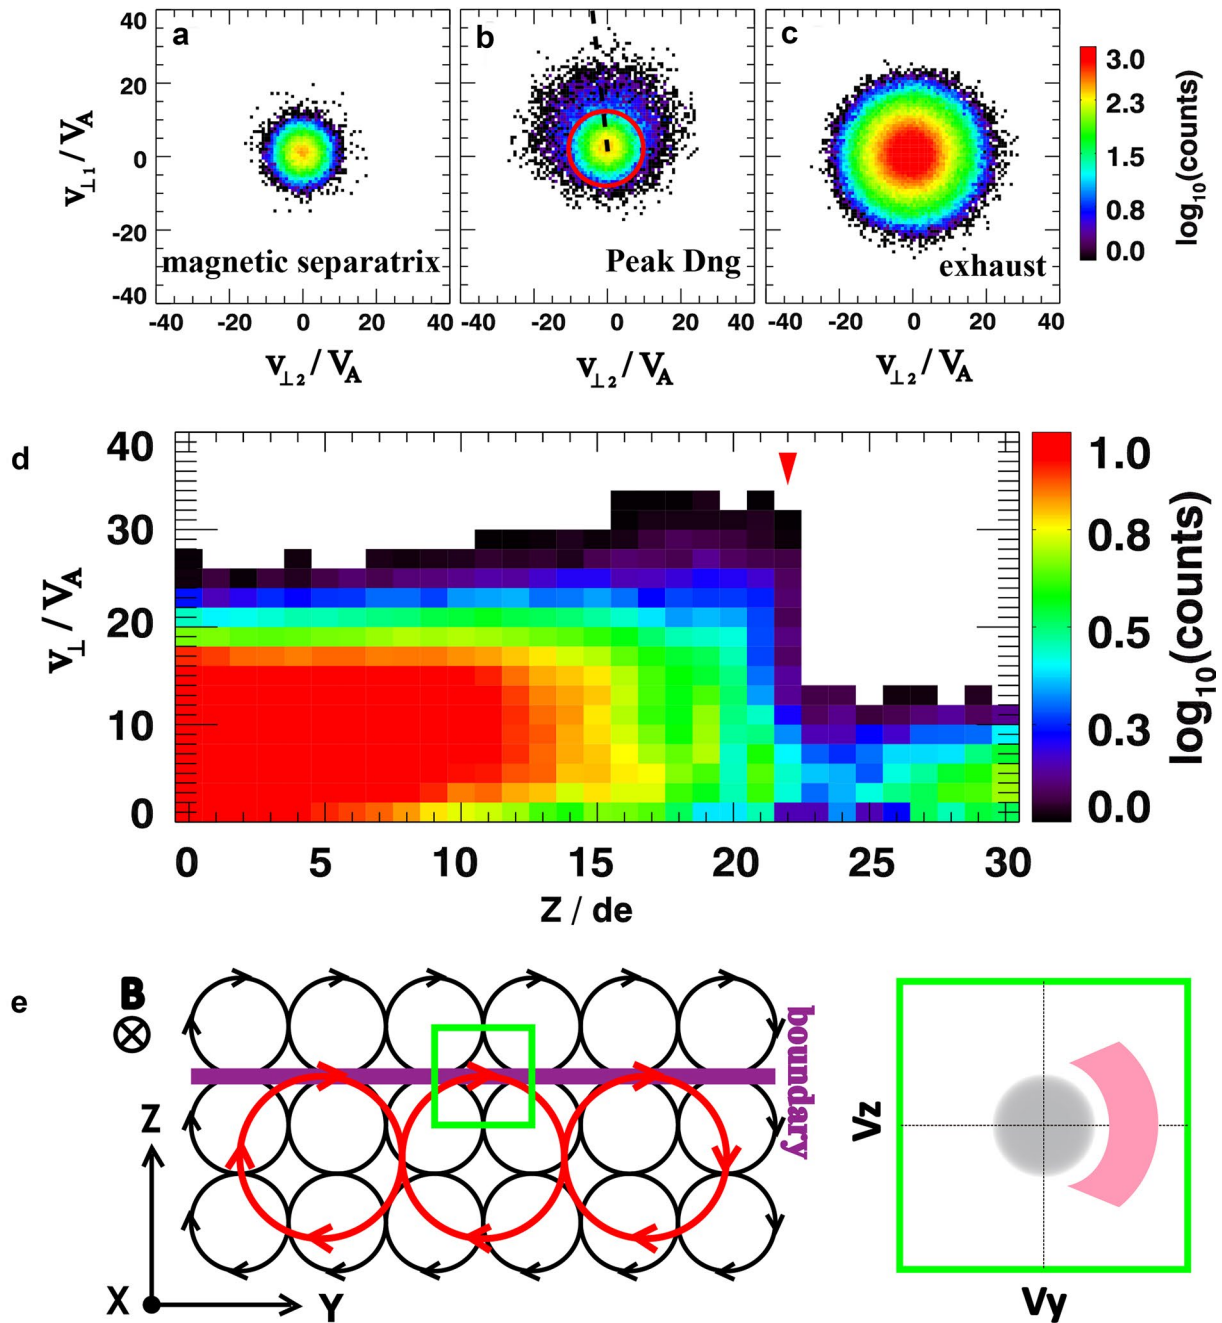 a
b
c
40
20
0
-20
-40
v⊥1 / VA
magnetic separatrix
Peak Dng
exhaust
-40 -20 0 20 40
-40 -20 0 20 40
-40 -20 0 20 40
v⊥2 / VA
v⊥2 / VA
v⊥2 / VA
3.0
2.3
1.5
0.8
0.0
log10(counts)
d
40
30
20
10
0
v⊥ / VA
0 5 10 15 20 25 30
Z / de
1.0
0.8
0.5
0.3
0.0
log10(counts)
e
B
boundary
Z
X
Y
Vz
Vy